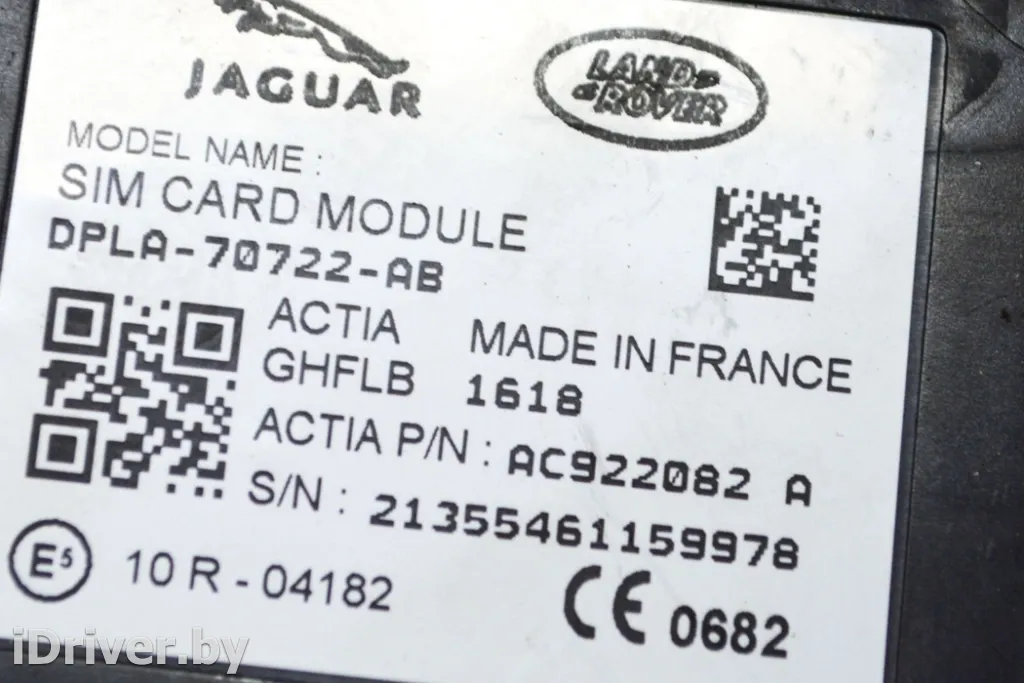 JAGUAR
LAND
ROVER
MODEL NAME :
SIM CARD MODULE
DPLA-70722-AB
ACTIA MADE IN FRANCE
GHFLB 1618
ACTIA P/N : AC922082 A
S/N : 21355461159978
E5 10 R - 04182
CE 0682
iDriver.by